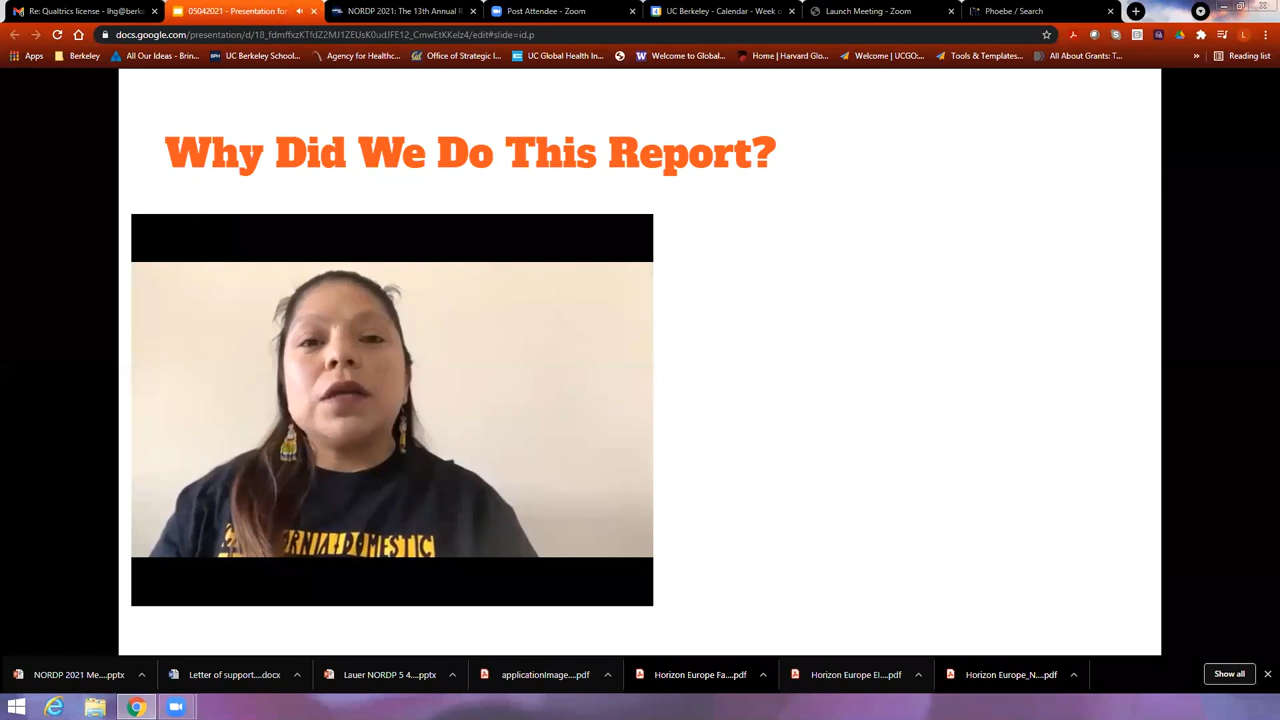 Re: Qualtrics license - lhg@berke
05042021 - Presentation for
NORDP 2021: The 13th Annual R
Post Attendee - Zoom
UC Berkeley - Calendar - Week o
Launch Meeting - Zoom
Phoebe / Search
docs.google.com/presentation/d/18_fdmffxzKTfdZ2MJ1ZEUsK0udJFE12_CmwEtKKelz4/edit#slide=id.p
Apps
Berkeley
All Our Ideas - Brin...
UC Berkeley School...
Agency for Healthc...
Office of Strategic I...
UC Global Health In...
Welcome to Global...
Home | Harvard Glo...
Welcome | UCGO:...
Tools & Templates...
All About Grants: T...
»
Reading list
Why Did We Do This Report?
DOMESTIC
NORDP 2021 Me....pptx
Letter of support....docx
Lauer NORDP 5 4....pptx
applicationImage....pdf
Horizon Europe Fa....pdf
Horizon Europe EI....pdf
Horizon Europe_N....pdf
Show all